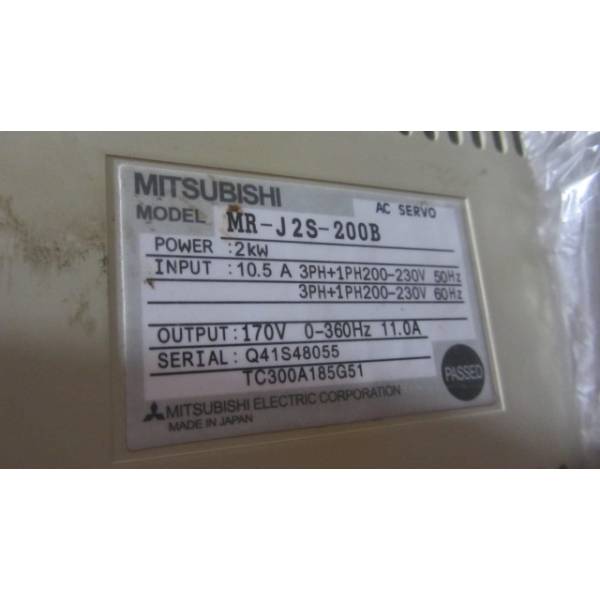 MITSUBISHI
AC SERVO
MODEL MR-J2S-200B
POWER :2kW
INPUT :10.5 A 3PH+1PH200-230V 50Hz
3PH+1PH200-230V 60Hz
OUTPUT:170V 0-360Hz 11.0A
SERIAL: Q41S48055
TC300A185G51
PASSED
MITSUBISHI ELECTRIC CORPORATION
MADE IN JAPAN